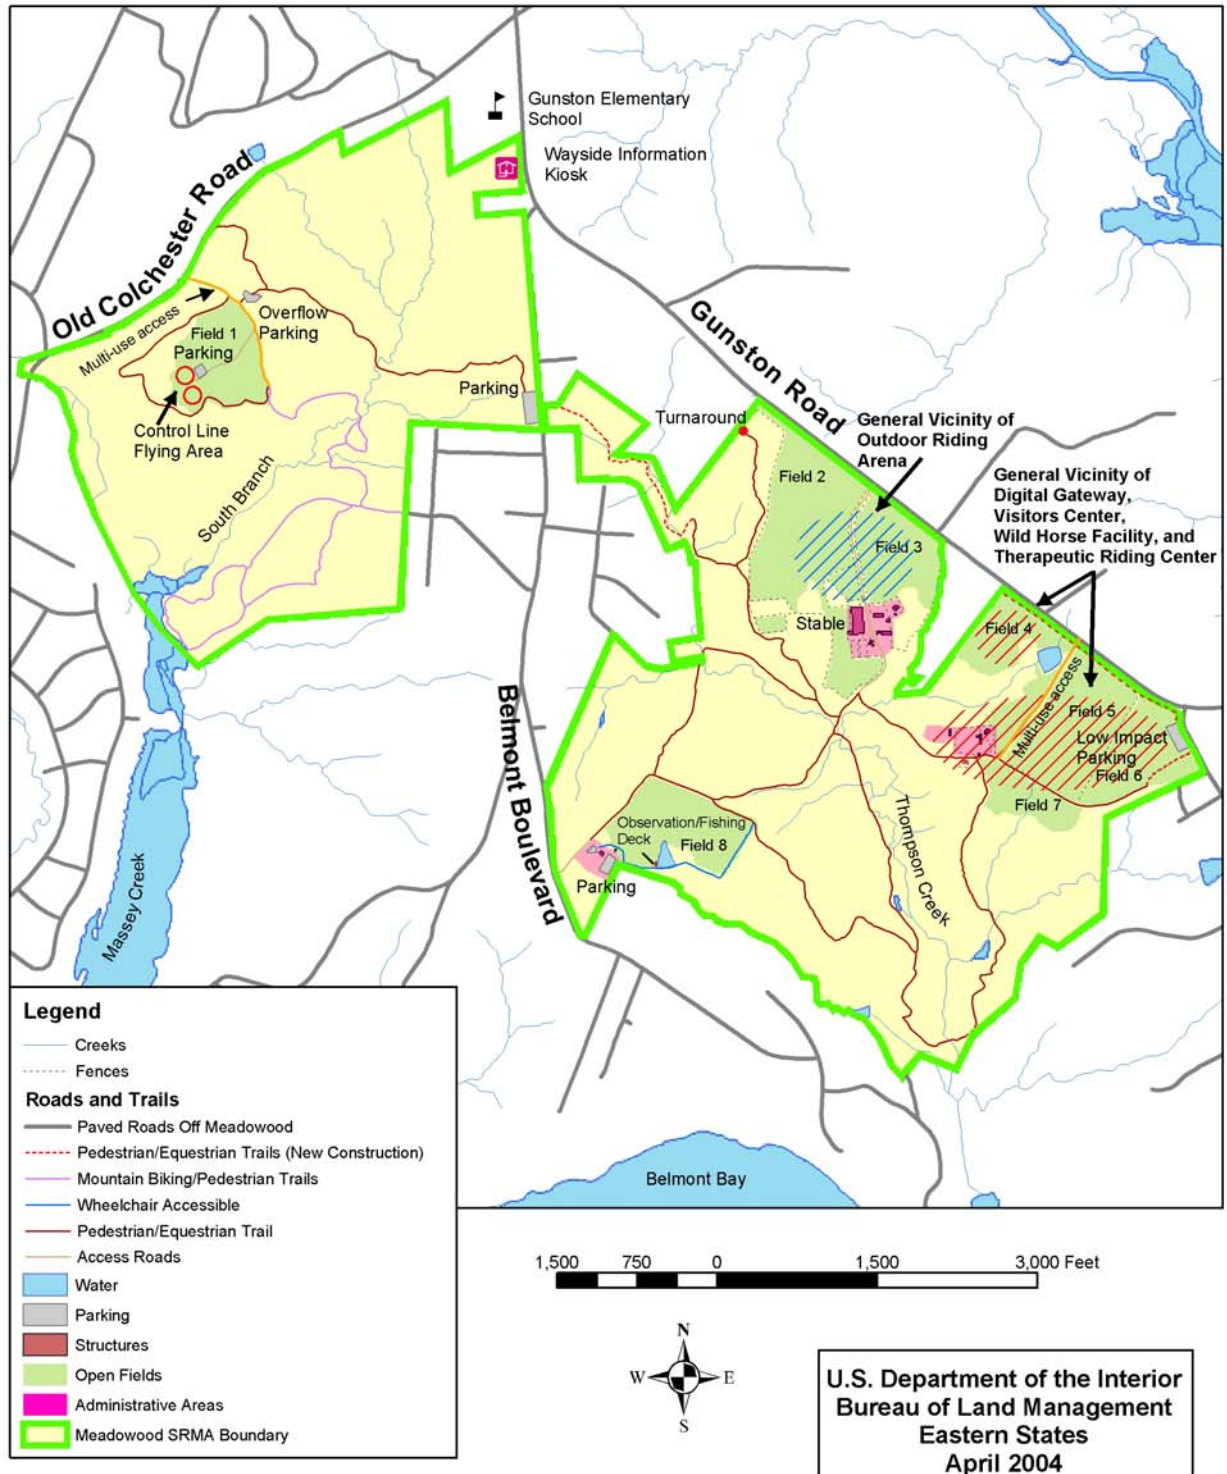 Gunston Elementary
School
Wayside Information
Kiosk
Old Colchester Road
Multi-use access
Overflow
Parking
Field 1
Parking
Control Line
Flying Area
Parking
South Branch
Gunston Road
Turnaround
General Vicinity of
Outdoor Riding
Arena
General Vicinity of
Digital Gateway,
Visitors Center,
Wild Horse Facility, and
Therapeutic Riding Center
Field 2
Field 3
Stable
Field 4
Multi-use access
Field 5
Low Impact
Parking
Field 6
Field 7
Belmont Boulevard
Observation/Fishing
Deck
Field 8
Parking
Thompson Creek
Massey Creek
Belmont Bay
Legend
Creeks
Fences
Roads and Trails
Paved Roads Off Meadowood
Pedestrian/Equestrian Trails (New Construction)
Mountain Biking/Pedestrian Trails
Wheelchair Accessible
Pedestrian/Equestrian Trail
Access Roads
Water
Parking
Structures
Open Fields
Administrative Areas
Meadowood SRMA Boundary
1,500 750 0 1,500 3,000 Feet
N
W E
S
U.S. Department of the Interior
Bureau of Land Management
Eastern States
April 2004